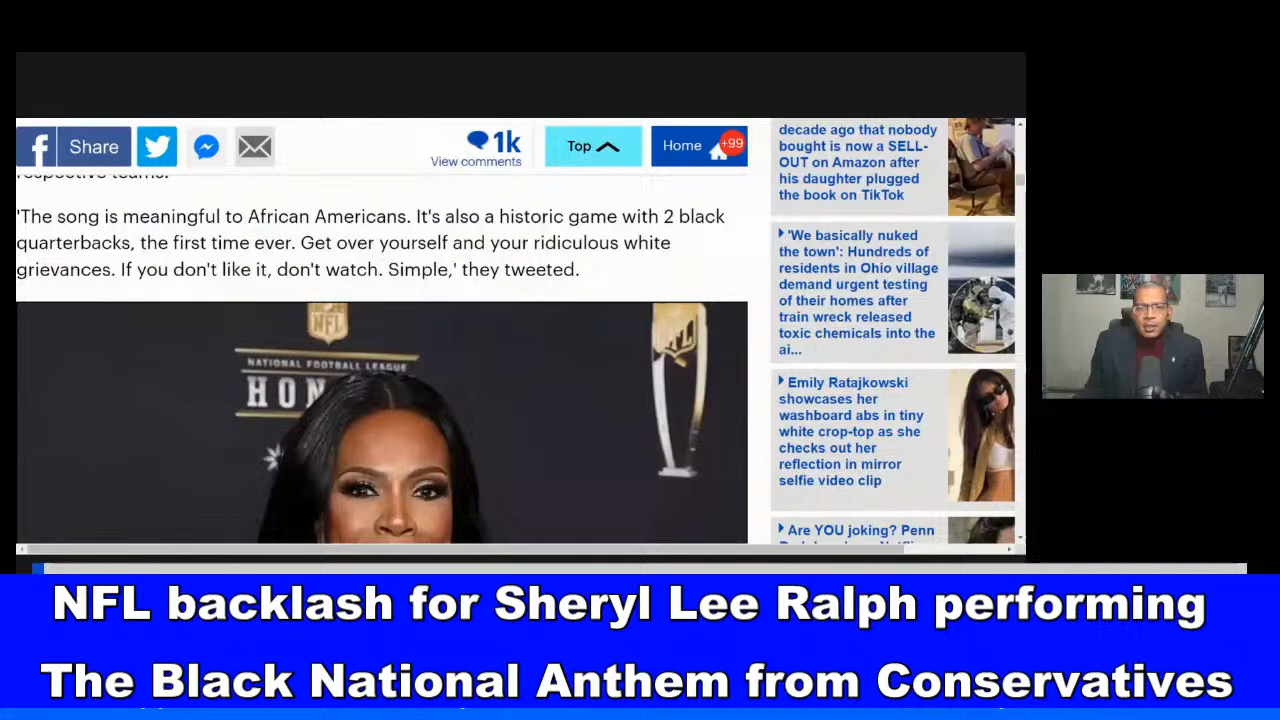 Share
1k
View comments
Top
Home
+99
respective teams.
'The song is meaningful to African Americans. It's also a historic game with 2 black
quarterbacks, the first time ever. Get over yourself and your ridiculous white
grievances. If you don't like it, don't watch. Simple,' they tweeted.
NFL
NATIONAL FOOTBALL LEAGUE
HON
NFL
decade ago that nobody
bought is now a SELL-
OUT on Amazon after
his daughter plugged
the book on TikTok
'We basically nuked
the town': Hundreds of
residents in Ohio village
demand urgent testing
of their homes after
train wreck released
toxic chemicals into the
ai...
Emily Ratajkowski
showcases her
washboard abs in tiny
white crop-top as she
checks out her
reflection in mirror
selfie video clip
Are YOU joking? Penn
NFL backlash for Sheryl Lee Ralph performing
The Black National Anthem from Conservatives